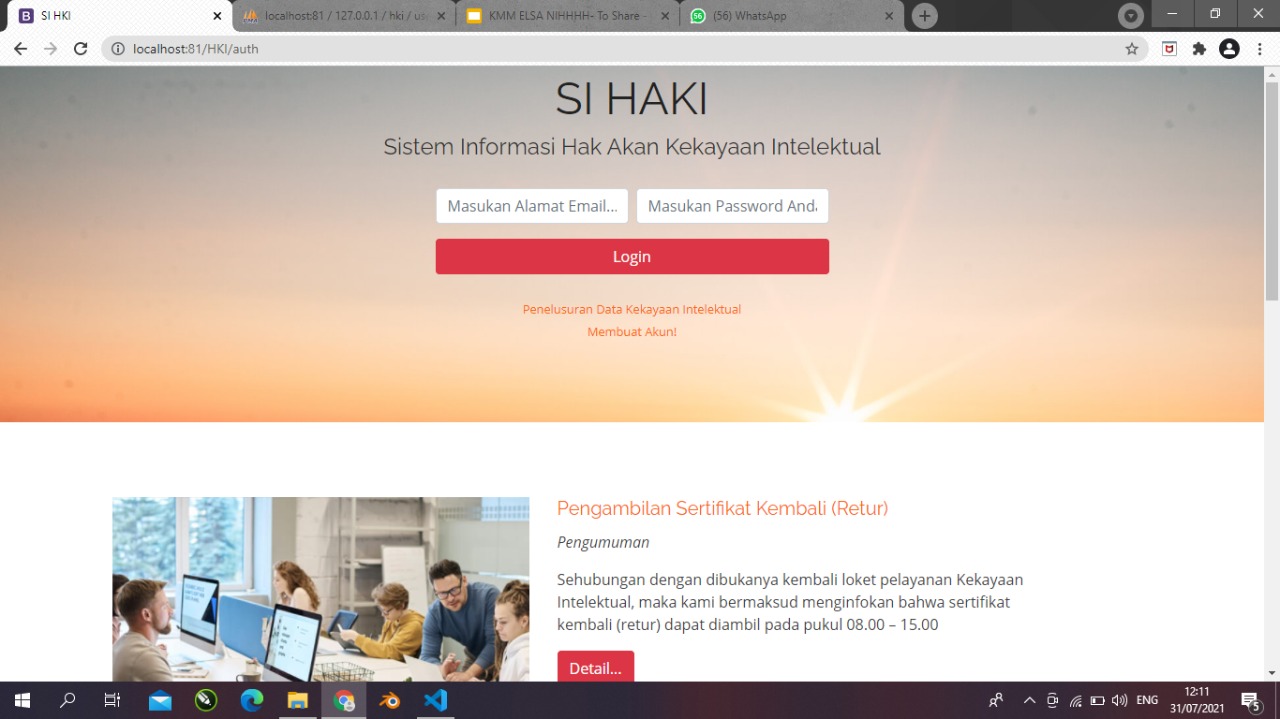 SI HKI
localhost:81 / 127.0.0.1 / hki / us
KMM ELSA NIHHHH- To Share -
(56) WhatsApp
localhost:81/HKI/auth
SI HAKI
Sistem Informasi Hak Akan Kekayaan Intelektual
Masukan Alamat Email...
Masukan Password Anda
Login
Penelusuran Data Kekayaan Intelektual
Membuat Akun!
Pengambilan Sertifikat Kembali (Retur)
Pengumuman
Sehubungan dengan dibukanya kembali loket pelayanan Kekayaan
Intelektual, maka kami bermaksud menginfokan bahwa sertifikat
kembali (retur) dapat diambil pada pukul 08.00 – 15.00
Detail...
ENG
12:11
31/07/2021
5